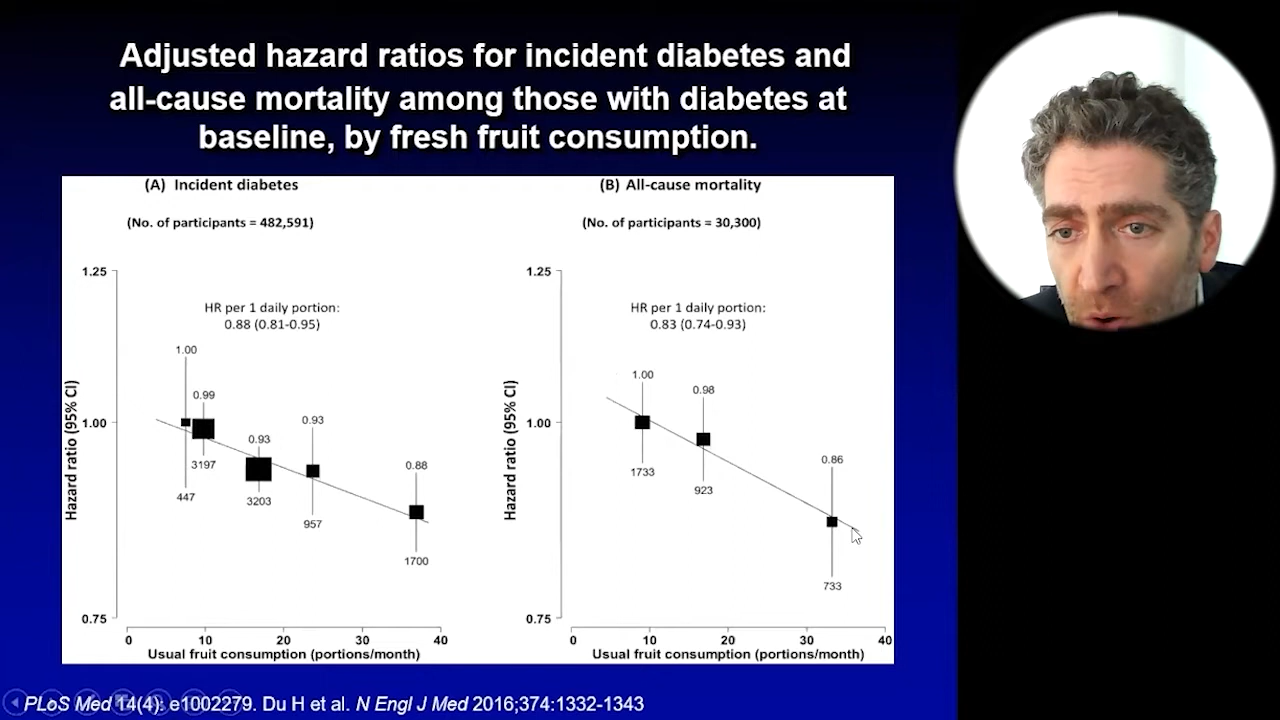 Adjusted hazard ratios for incident diabetes and
all-cause mortality among those with diabetes at
baseline, by fresh fruit consumption.
(A) Incident diabetes
(No. of participants = 482,591)
1.25
HR per 1 daily portion:
0.88 (0.81-0.95)
1.00
0.99
0.93
0.93
0.88
1.00
447
3197
3203
957
1700
0.75
Hazard ratio (95% CI)
0 10 20 30 40
Usual fruit consumption (portions/month)
(B) All-cause mortality
(No. of participants = 30,300)
1.25
HR per 1 daily portion:
0.83 (0.74-0.93)
1.00
0.98
0.86
1.00
1733
923
733
0.75
Hazard ratio (95% CI)
0 10 20 30 40
Usual fruit consumption (portions/month)
PLoS Med 14(4): e1002279. Du H et al. N Engl J Med 2016;374:1332-1343